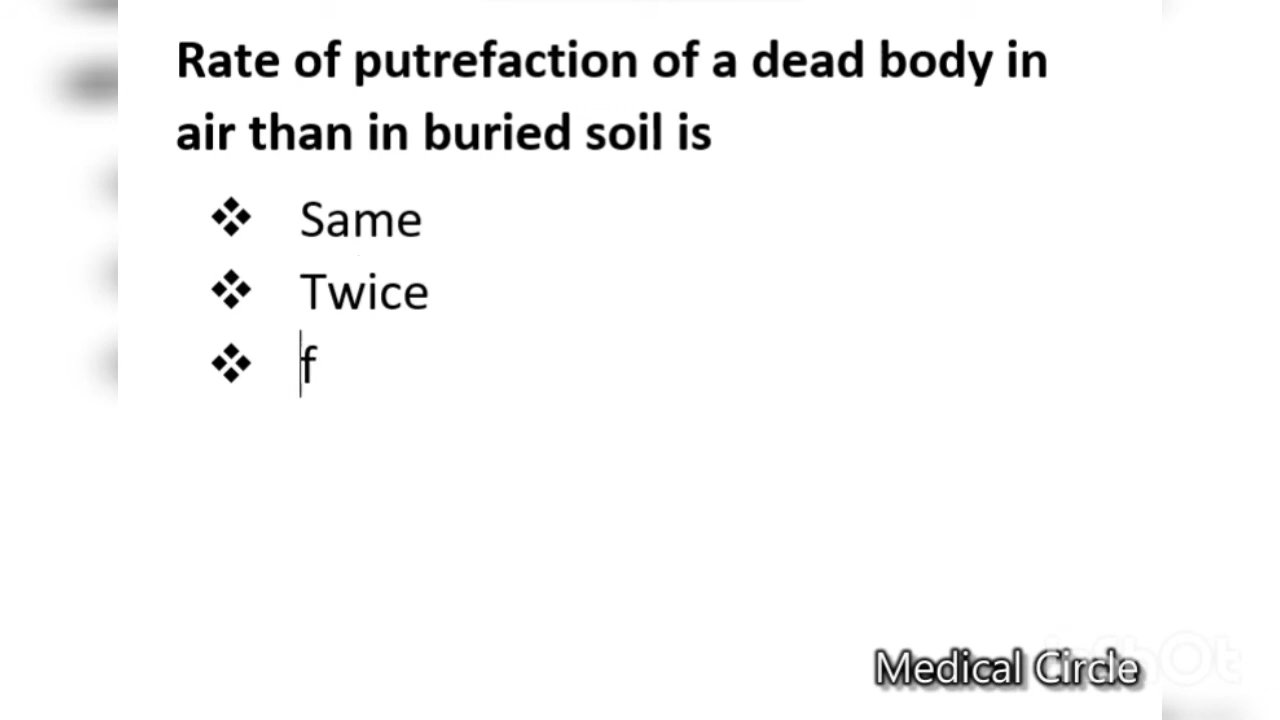 Rate of putrefaction of a dead body in
air than in buried soil is
❖ Same
❖ Twice
❖ f
Medical Circle